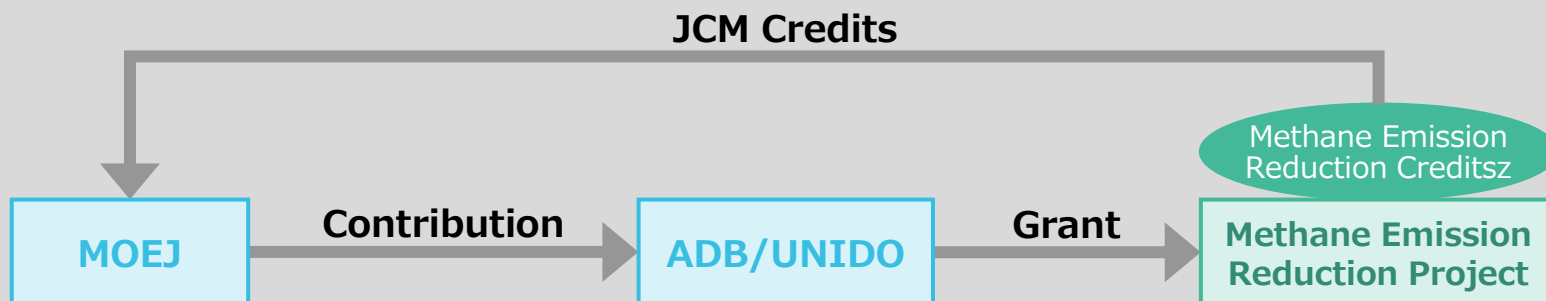 JCM Credits
Methane Emission
Reduction Creditsz
MOEJ
Contribution
ADB/UNIDO
Grant
Methane Emission
Reduction Project